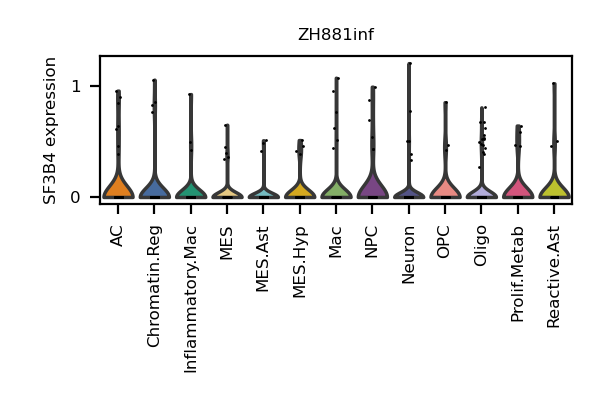 ZH881inf
SF3B4 expression
1
0
AC
Chromatin.Reg
Inflammatory.Mac
MES
MES.Ast
MES.Hyp
Mac
NPC
Neuron
OPC
Oligo
Prolif.Metab
Reactive.Ast